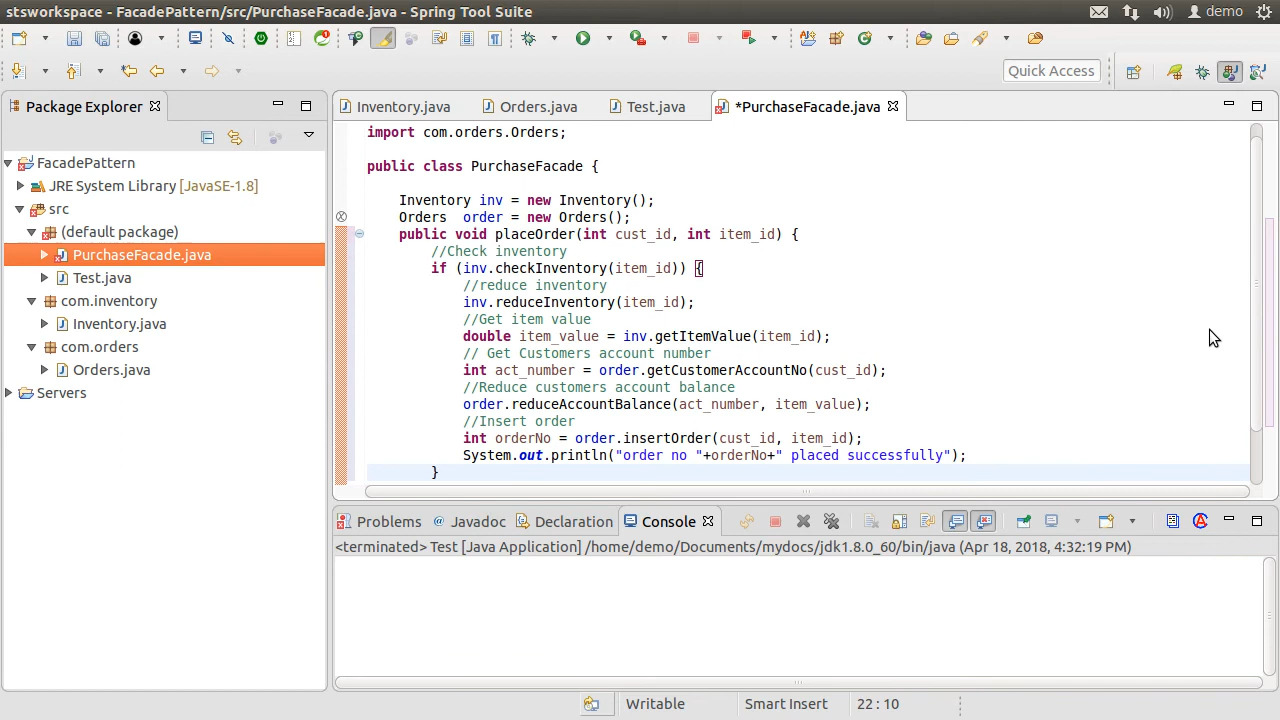 stsworkspace - FacadePattern/src/PurchaseFacade.java - Spring Tool Suite
demo
Quick Access
Package Explorer
Inventory.java
Orders.java
Test.java
*PurchaseFacade.java
FacadePattern
JRE System Library [JavaSE-1.8]
src
(default package)
PurchaseFacade.java
Test.java
com.inventory
Inventory.java
com.orders
Orders.java
Servers
import com.orders.Orders;
public class PurchaseFacade {
Inventory inv = new Inventory();
Orders  order = new Orders();
public void placeOrder(int cust_id, int item_id) {
//Check inventory
if (inv.checkInventory(item_id)) {
//reduce inventory
inv.reduceInventory(item_id);
//Get item value
double item_value = inv.getItemValue(item_id);
// Get Customers account number
int act_number = order.getCustomerAccountNo(cust_id);
//Reduce customers account balance
order.reduceAccountBalance(act_number, item_value);
//Insert order
int orderNo = order.insertOrder(cust_id, item_id);
System.out.println("order no "+orderNo+" placed successfully");
}
Problems
@ Javadoc
Declaration
Console
<terminated> Test [Java Application] /home/demo/Documents/mydocs/jdk1.8.0_60/bin/java (Apr 18, 2018, 4:32:19 PM)
Writable
Smart Insert
22 : 10